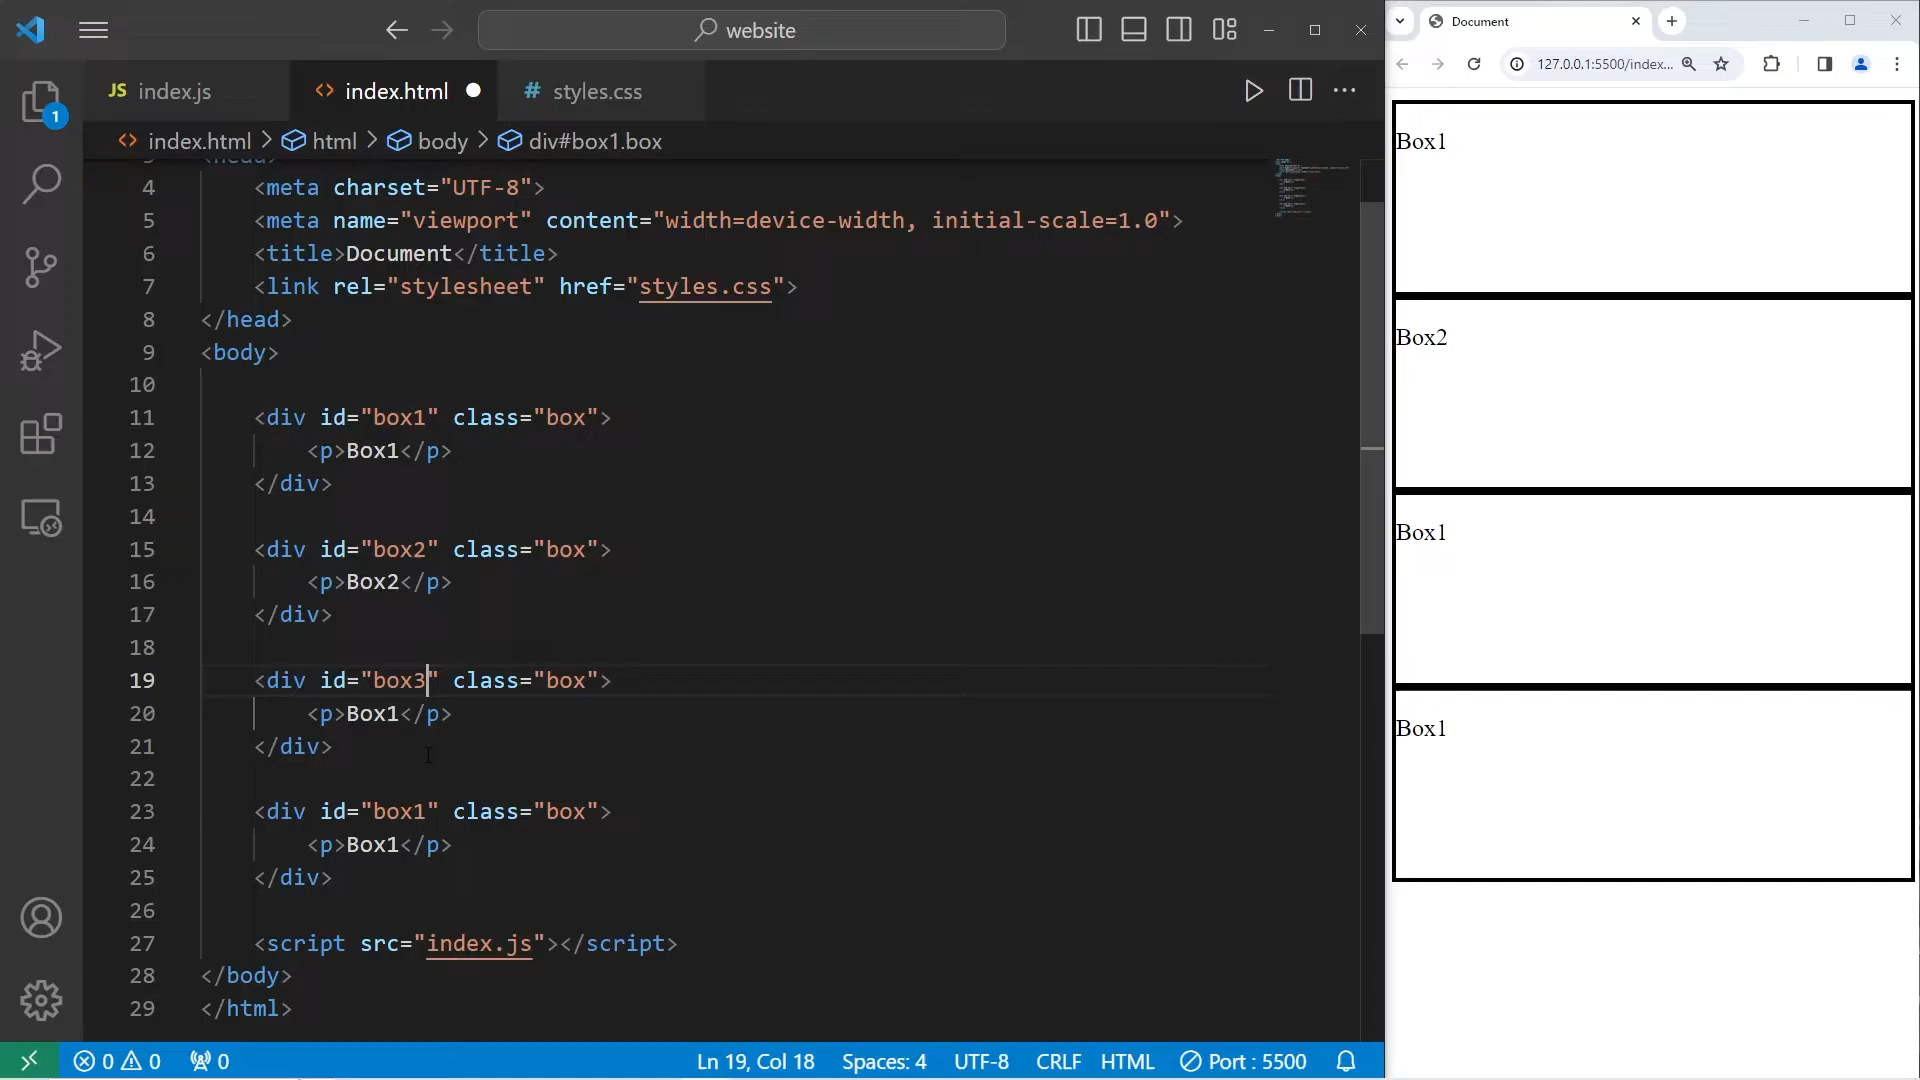 website
JS index.js
<> index.html
# styles.css
index.html > html > body > div#box1.box
3 <head>
4 <meta charset="UTF-8">
5 <meta name="viewport" content="width=device-width, initial-scale=1.0">
6 <title>Document</title>
7 <link rel="stylesheet" href="styles.css">
8 </head>
9 <body>
10
11 <div id="box1" class="box">
12 <p>Box1</p>
13 </div>
14
15 <div id="box2" class="box">
16 <p>Box2</p>
17 </div>
18
19 <div id="box3" class="box">
20 <p>Box1</p>
21 </div>
22
23 <div id="box1" class="box">
24 <p>Box1</p>
25 </div>
26
27 <script src="index.js"></script>
28 </body>
29 </html>
1
0 0 0
Ln 19, Col 18 Spaces: 4 UTF-8 CRLF HTML Port : 5500
Document
127.0.0.1:5500/index...
Box1
Box2
Box1
Box1